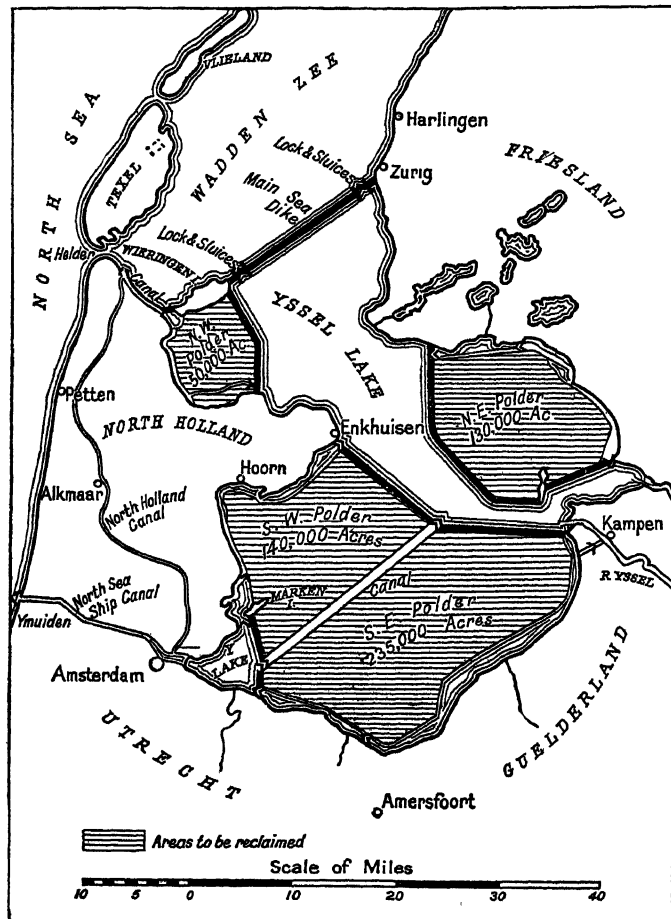 VLIELAND
NORTH SEA
WADDEN ZEE
TEXEL
Harlingen
Lock & Sluices
Zurig
FRIESLAND
Main Sea
Dike
Lock & Sluices
Helder
WIERINGEN
Canal
YSSEL LAKE
N. W.
Polder
50,000 Ac
N. E. Polder
130,000 Ac
Petten
NORTH HOLLAND
Enkhuisen
Hoorn
Alkmaar
North Holland
Canal
S. W. Polder
140,000 Acres
Kampen
R. YSSEL
Canal
MARKEN
I.
S. E. Polder
235,000 Acres
North Sea
Ship Canal
Ymuiden
Y
LAKE
Amsterdam
GUELDERLAND
UTRECHT
Amersfoort
Areas to be reclaimed
Scale of Miles
10 5 0 10 20 30 40